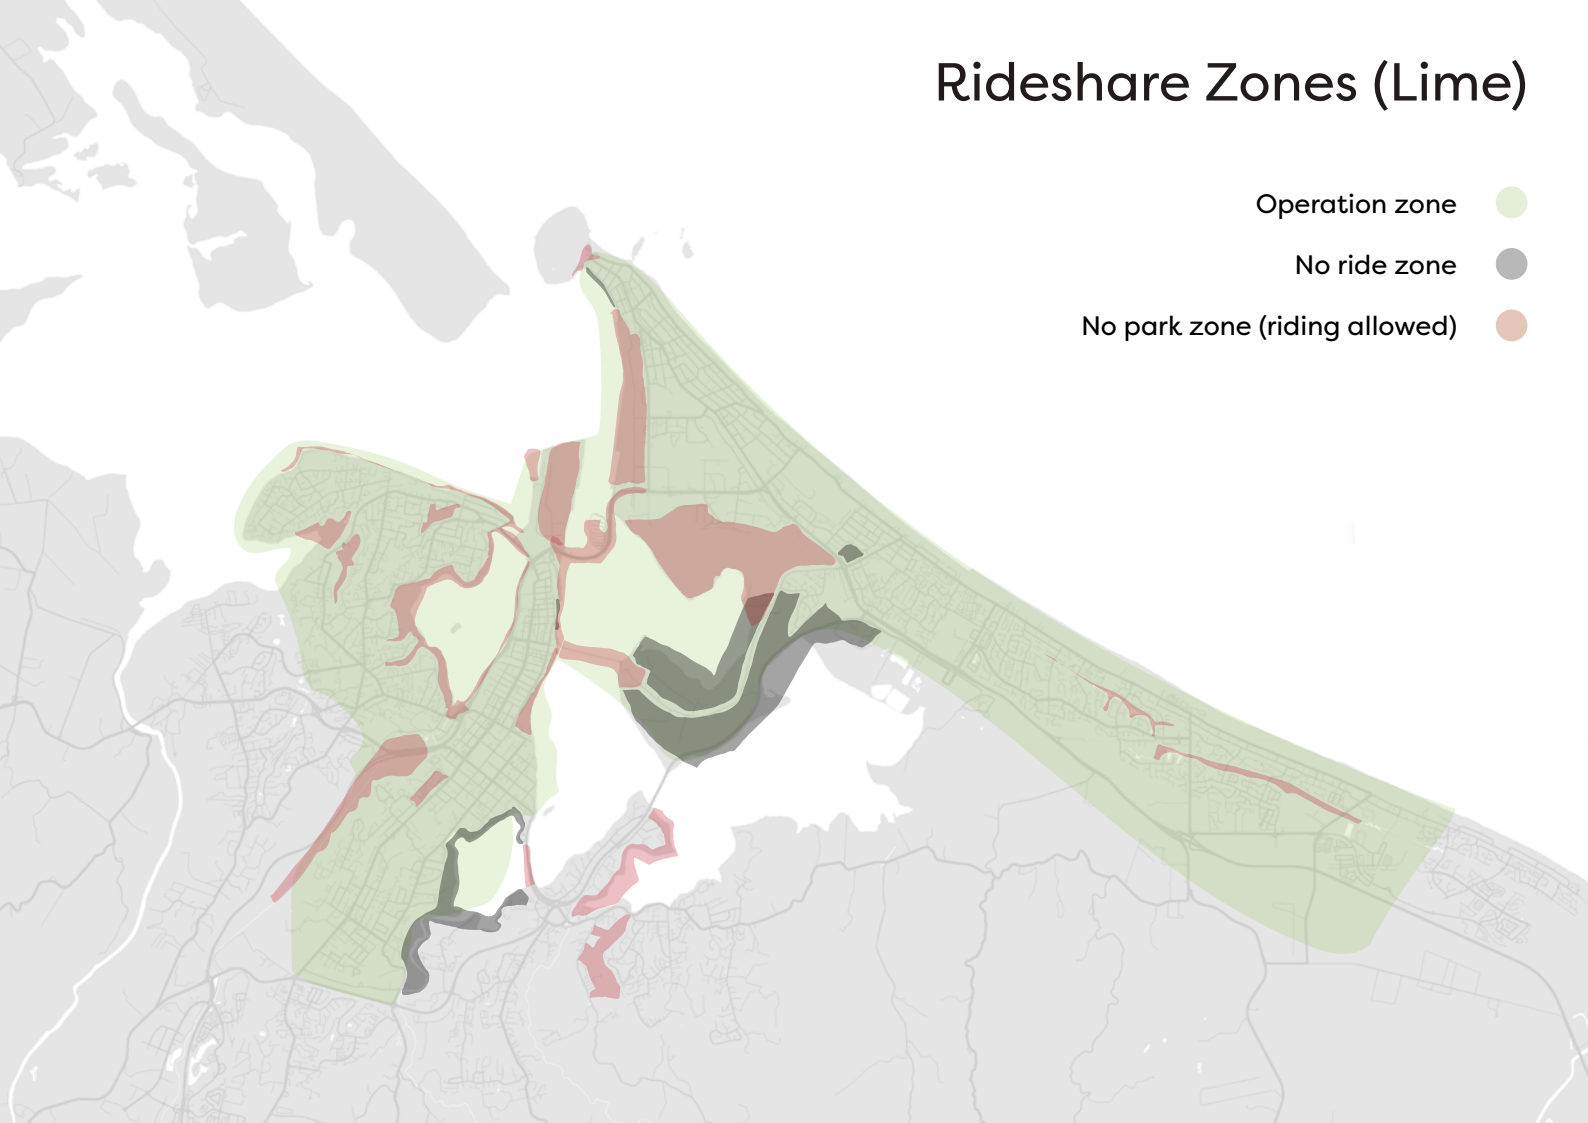 Rideshare Zones (Lime)
Operation zone
No ride zone
No park zone (riding allowed)